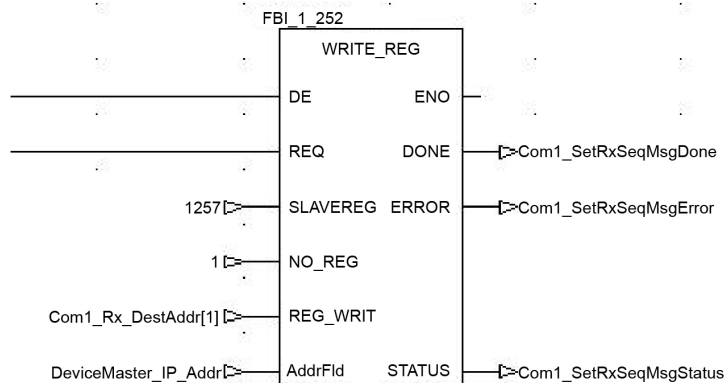 FBI_1_252
WRITE_REG
DE ENO
REQ DONE Com1_SetRxSeqMsgDone
1257 SLAVEREG ERROR Com1_SetRxSeqMsgError
1 NO_REG
Com1_Rx_DestAddr[1] REG_WRIT
DeviceMaster_IP_Addr AddrFld STATUS Com1_SetRxSeqMsgStatus